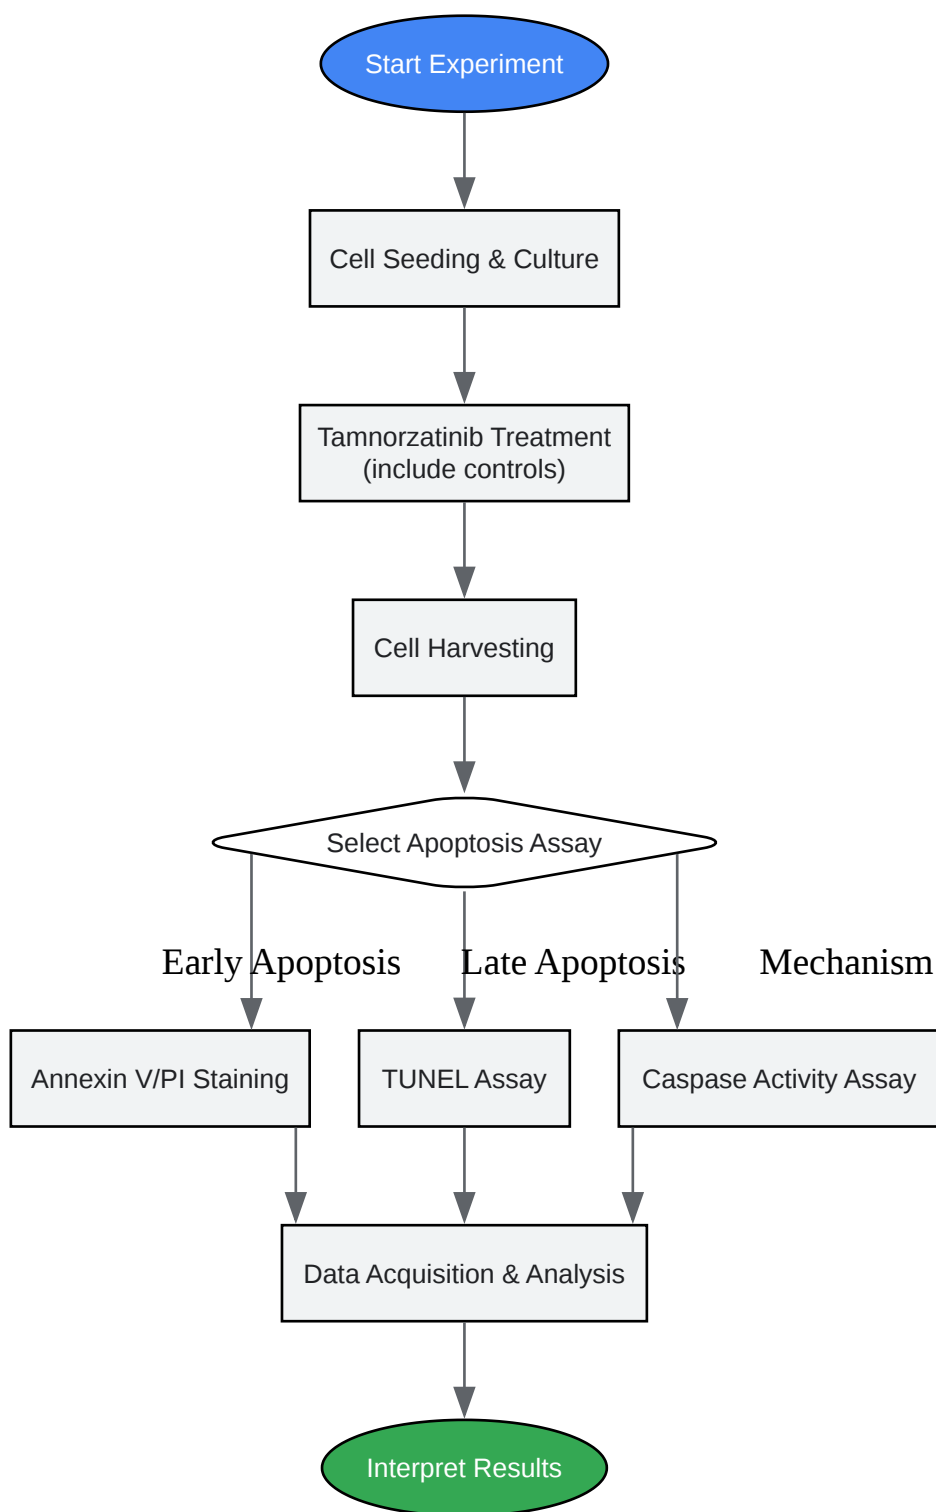 Start Experiment
Cell Seeding & Culture
Tamnorzatinib Treatment
(include controls)
Cell Harvesting
Select Apoptosis Assay
Early Apoptosis
Late Apoptosis
Mechanism
Annexin V/PI Staining
TUNEL Assay
Caspase Activity Assay
Data Acquisition & Analysis
Interpret Results